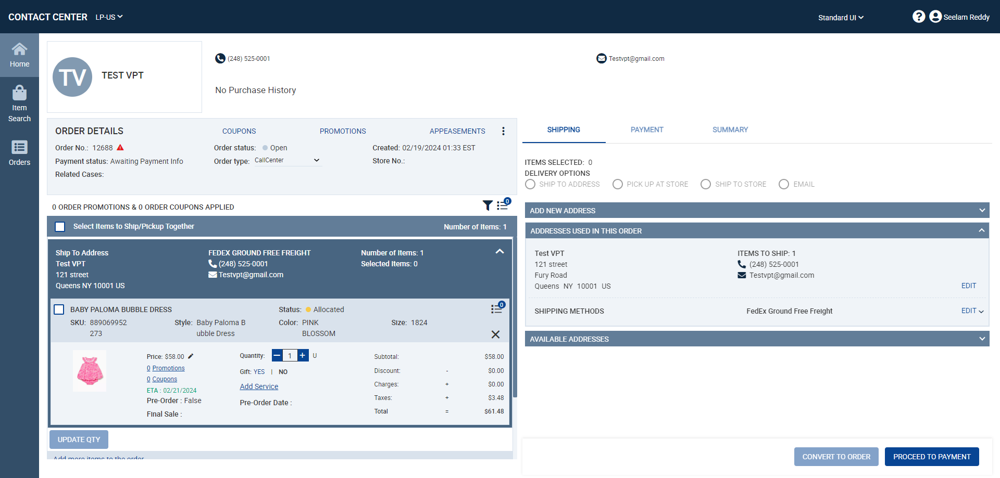 CONTACT CENTER LP-US
Standard UI
? Seelam Reddy
Home
Item
Search
Orders
TV
TEST VPT
(248) 525-0001
Testvpt@gmail.com
No Purchase History
ORDER DETAILS COUPONS PROMOTIONS APPEASEMENTS
Order No.: 12688 Order status: Open Created: 02/19/2024 01:33 EST
Payment status: Awaiting Payment Info Order type: CallCenter Store No.:
Related Cases:
0 ORDER PROMOTIONS & 0 ORDER COUPONS APPLIED 0
Select Items to Ship/Pickup Together Number of Items: 1
Ship To Address FEDEX GROUND FREE FREIGHT Number of Items: 1
Test VPT (248) 525-0001 Selected Items: 0
121 street Testvpt@gmail.com
Queens NY 10001 US
BABY PALOMA BUBBLE DRESS Status: Allocated 0
SKU: 889069952 Style: Baby Paloma B Color: PINK Size: 1824
273 ubble Dress BLOSSOM
Price: $58.00 Quantity: 1 + U Subtotal: $58.00
0 Promotions Gift: YES | NO Discount: - $0.00
0 Coupons Add Service Charges: + $0.00
ETA : 02/21/2024 Taxes: + $3.48
Pre-Order : False Pre-Order Date :
Final Sale : Total = $61.48
UPDATE QTY
Add more items to the order
SHIPPING PAYMENT SUMMARY
ITEMS SELECTED: 0
DELIVERY OPTIONS
SHIP TO ADDRESS PICK UP AT STORE SHIP TO STORE EMAIL
ADD NEW ADDRESS
ADDRESSES USED IN THIS ORDER
Test VPT ITEMS TO SHIP: 1
121 street (248) 525-0001
Fury Road Testvpt@gmail.com
Queens NY 10001 US EDIT
SHIPPING METHODS FedEx Ground Free Freight EDIT
AVAILABLE ADDRESSES
CONVERT TO ORDER PROCEED TO PAYMENT